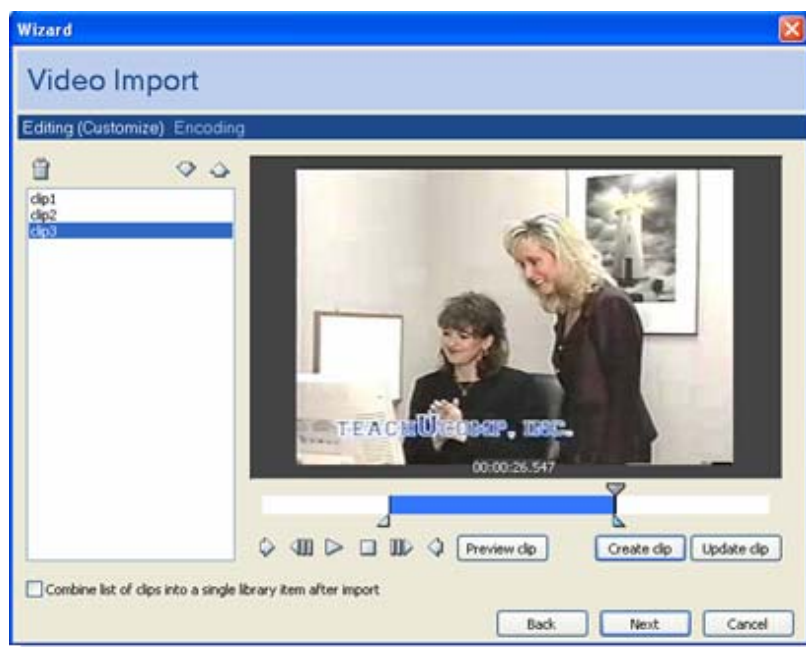 Wizard
Video Import
Editing (Customize) Encoding
clip1
clip2
clip3
TEACHUCOMP, INC.
00:00:26.547
Preview clip
Create clip
Update clip
Combine list of clips into a single library item after import
Back
Next
Cancel